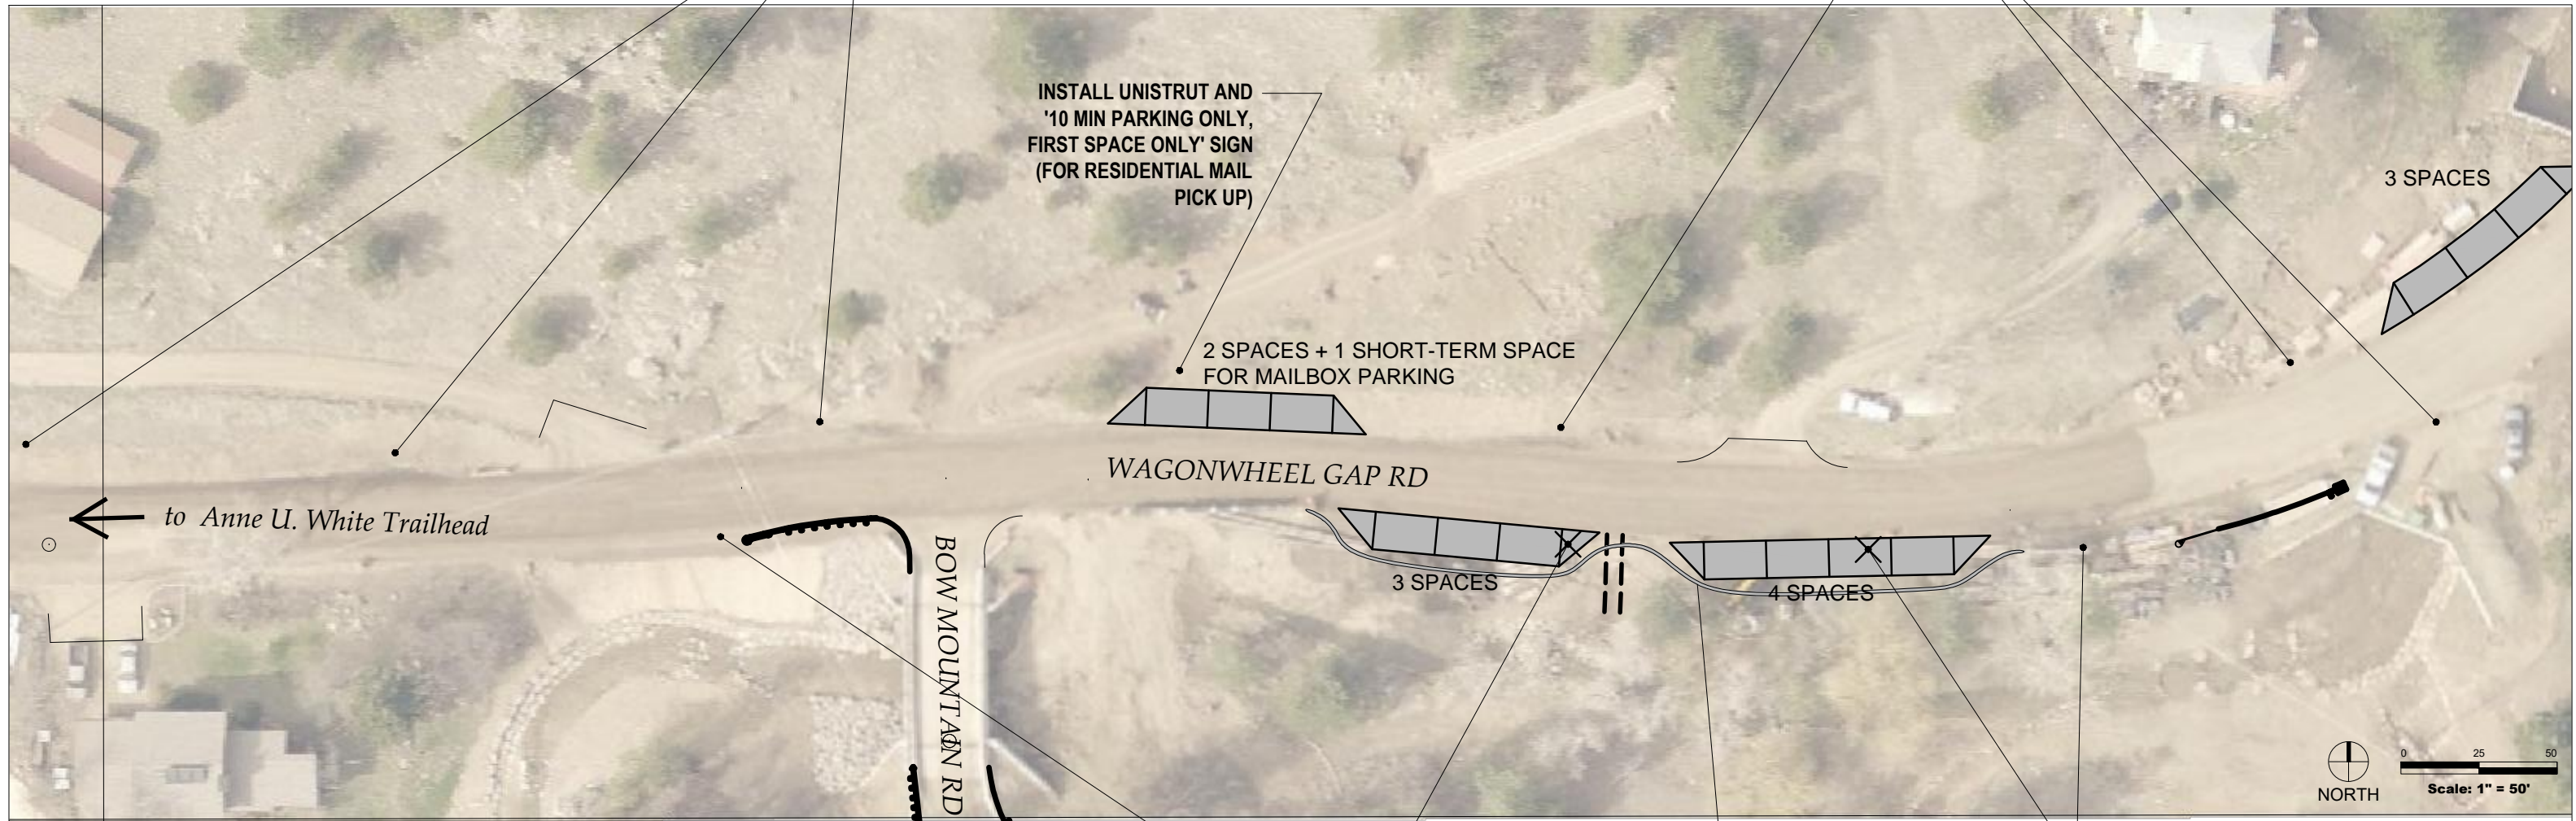 INSTALL UNISTRUT AND
'10 MIN PARKING ONLY,
FIRST SPACE ONLY' SIGN
(FOR RESIDENTIAL MAIL
PICK UP)
3 SPACES
2 SPACES + 1 SHORT-TERM SPACE
FOR MAILBOX PARKING
WAGONWHEEL GAP RD
to Anne U. White Trailhead
BOW MOUNTAIN RD
3 SPACES
4 SPACES
NORTH
0 25 50
Scale: 1" = 50'